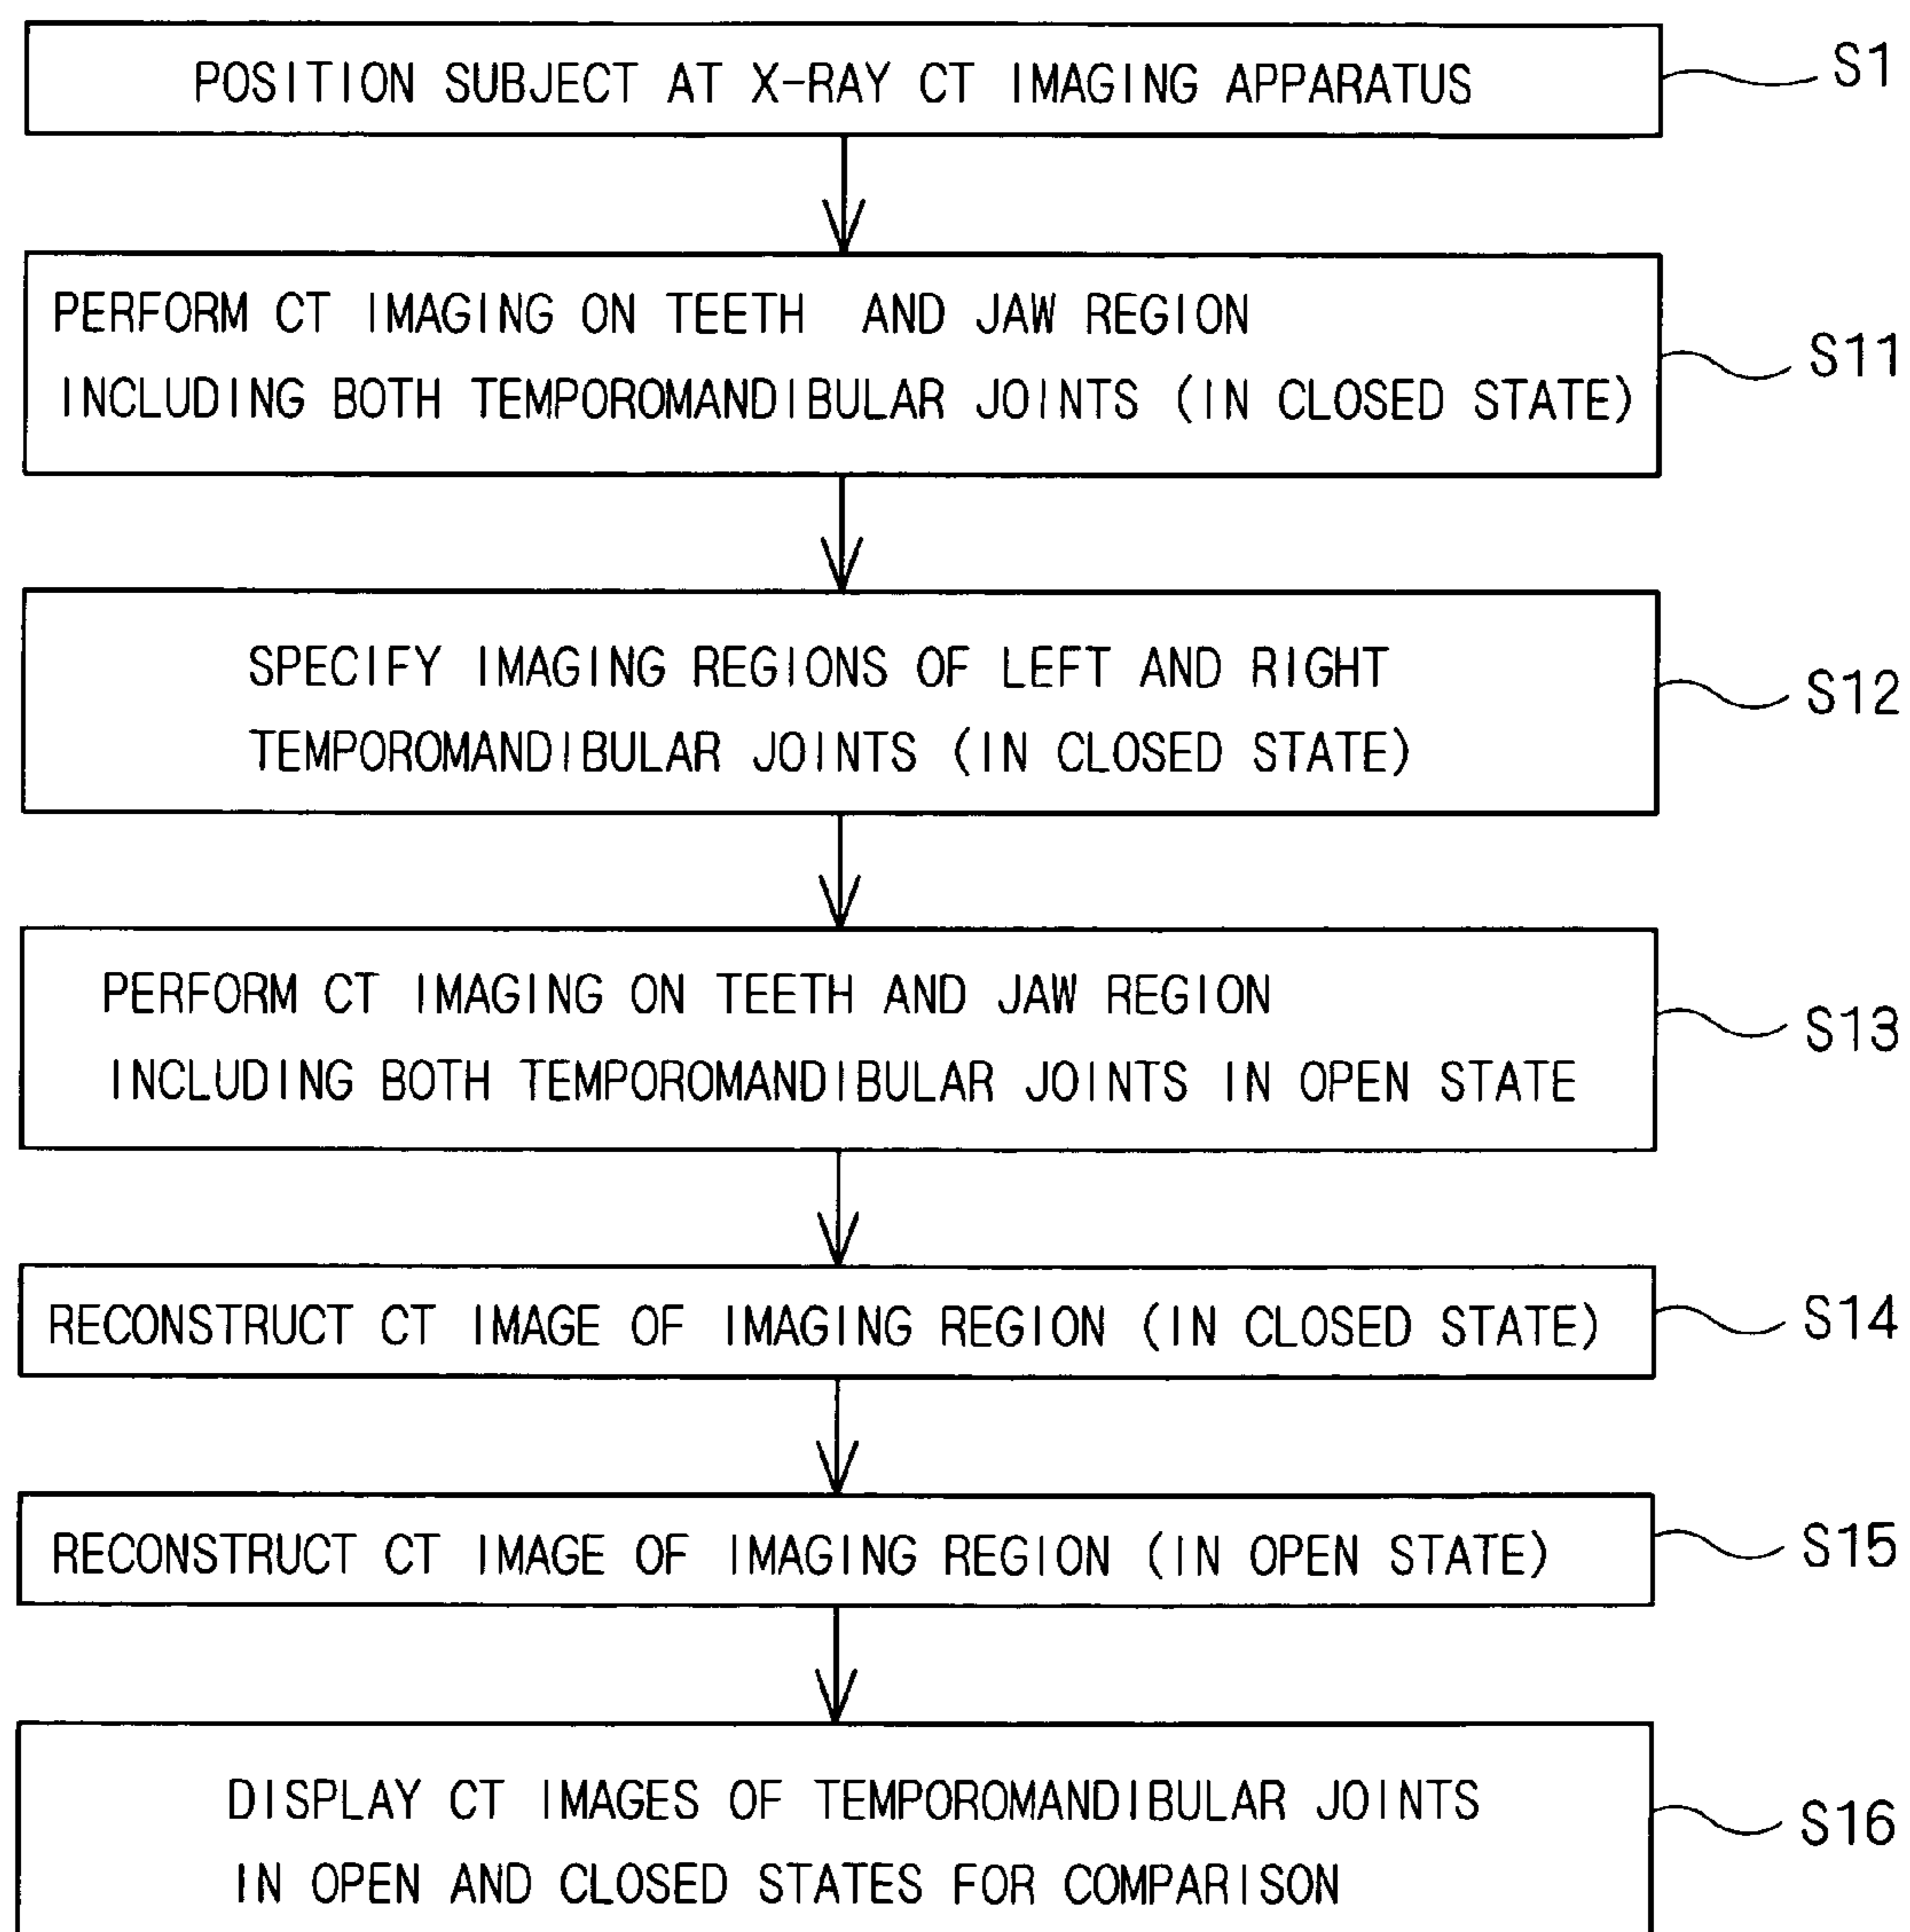 POSITION SUBJECT AT X-RAY CT IMAGING APPARATUS
S1
PERFORM CT IMAGING ON TEETH AND JAW REGION
INCLUDING BOTH TEMPOROMANDIBULAR JOINTS (IN CLOSED STATE)
S11
SPECIFY IMAGING REGIONS OF LEFT AND RIGHT
TEMPOROMANDIBULAR JOINTS (IN CLOSED STATE)
S12
PERFORM CT IMAGING ON TEETH AND JAW REGION
INCLUDING BOTH TEMPOROMANDIBULAR JOINTS IN OPEN STATE
S13
RECONSTRUCT CT IMAGE OF IMAGING REGION (IN CLOSED STATE)
S14
RECONSTRUCT CT IMAGE OF IMAGING REGION (IN OPEN STATE)
S15
DISPLAY CT IMAGES OF TEMPOROMANDIBULAR JOINTS
IN OPEN AND CLOSED STATES FOR COMPARISON
S16